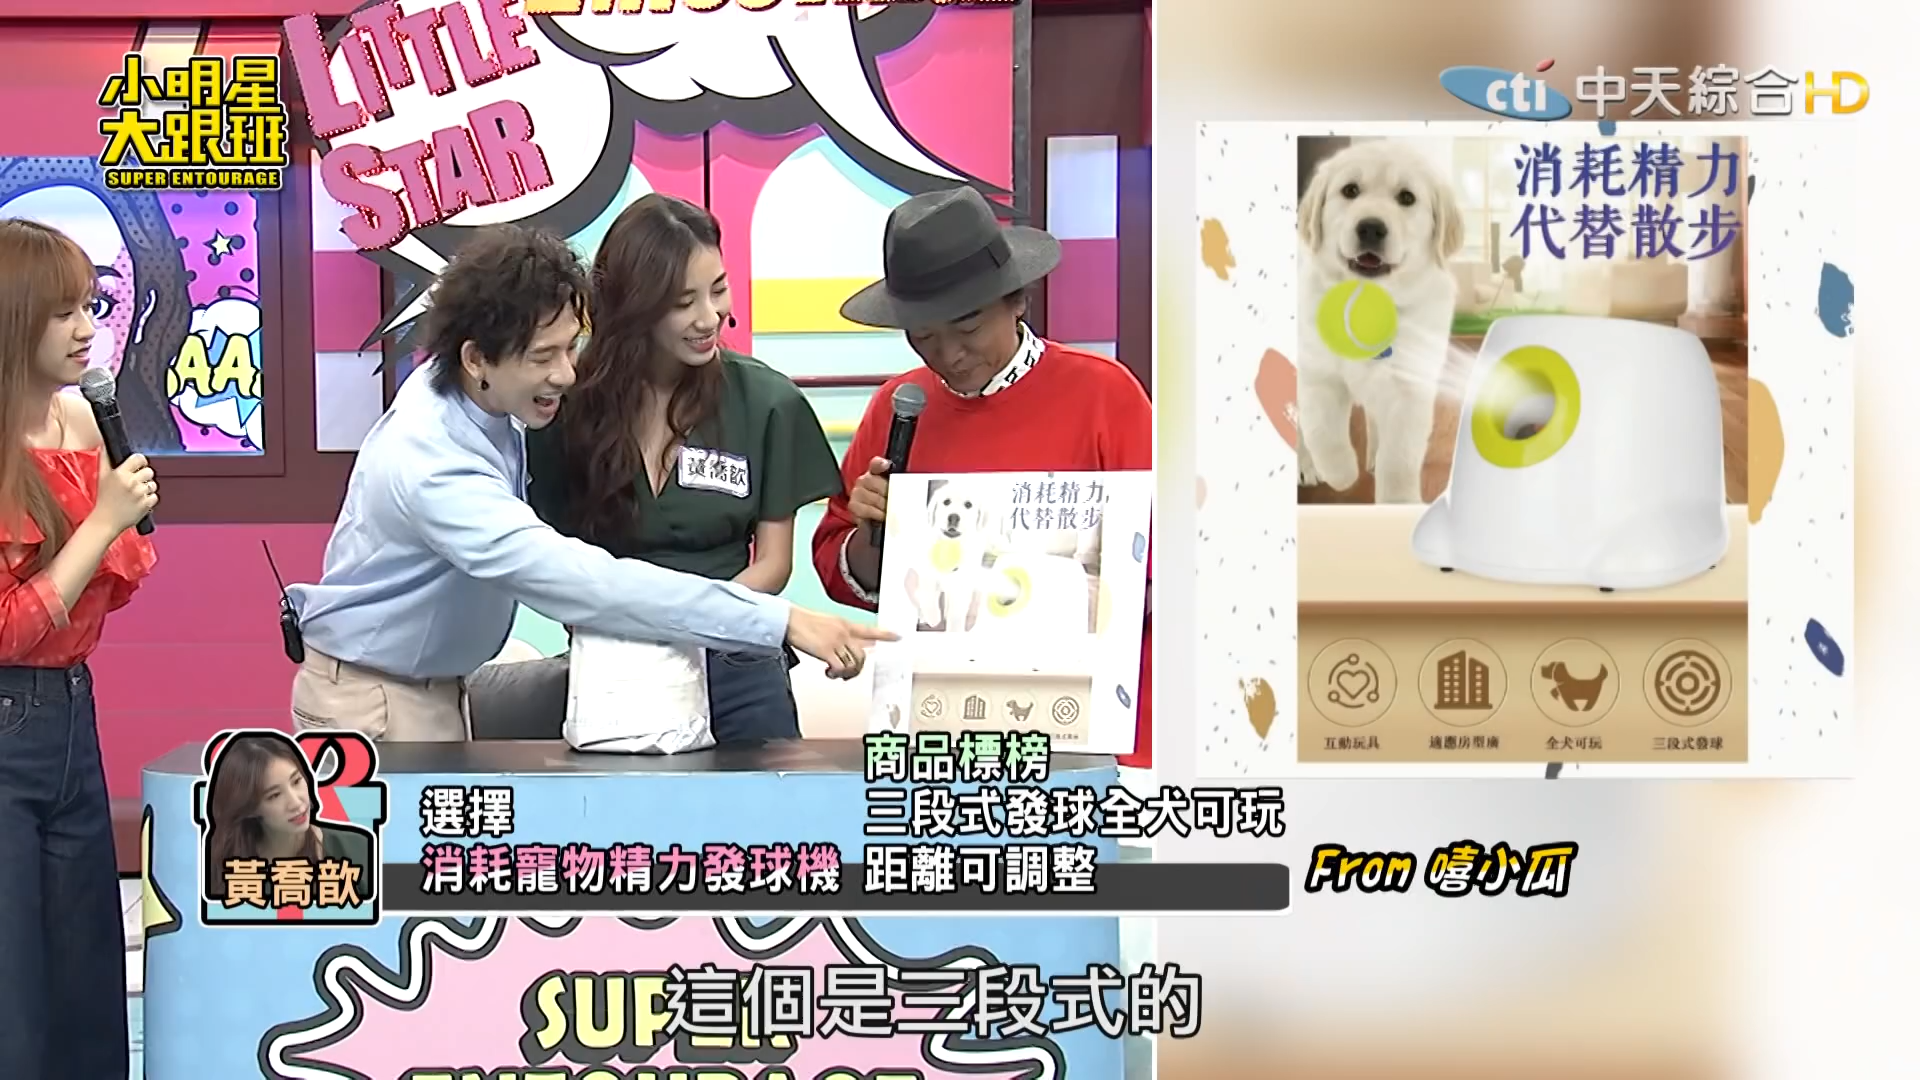 小明星
大跟班
SUPER ENTOURAGE
LITTLE
STAR
cti 中天綜合HD
消耗精力
代替散步
AA
黃喬歆
消耗精力
代替散步
互動玩具
適應房型廣
全犬可玩
三段式發球
商品標榜
選擇
三段式發球全犬可玩
消耗寵物精力發球機
距離可調整
黃喬歆
From 嘻小瓜
這個是三段式的
SUPER
ENTOURAGE